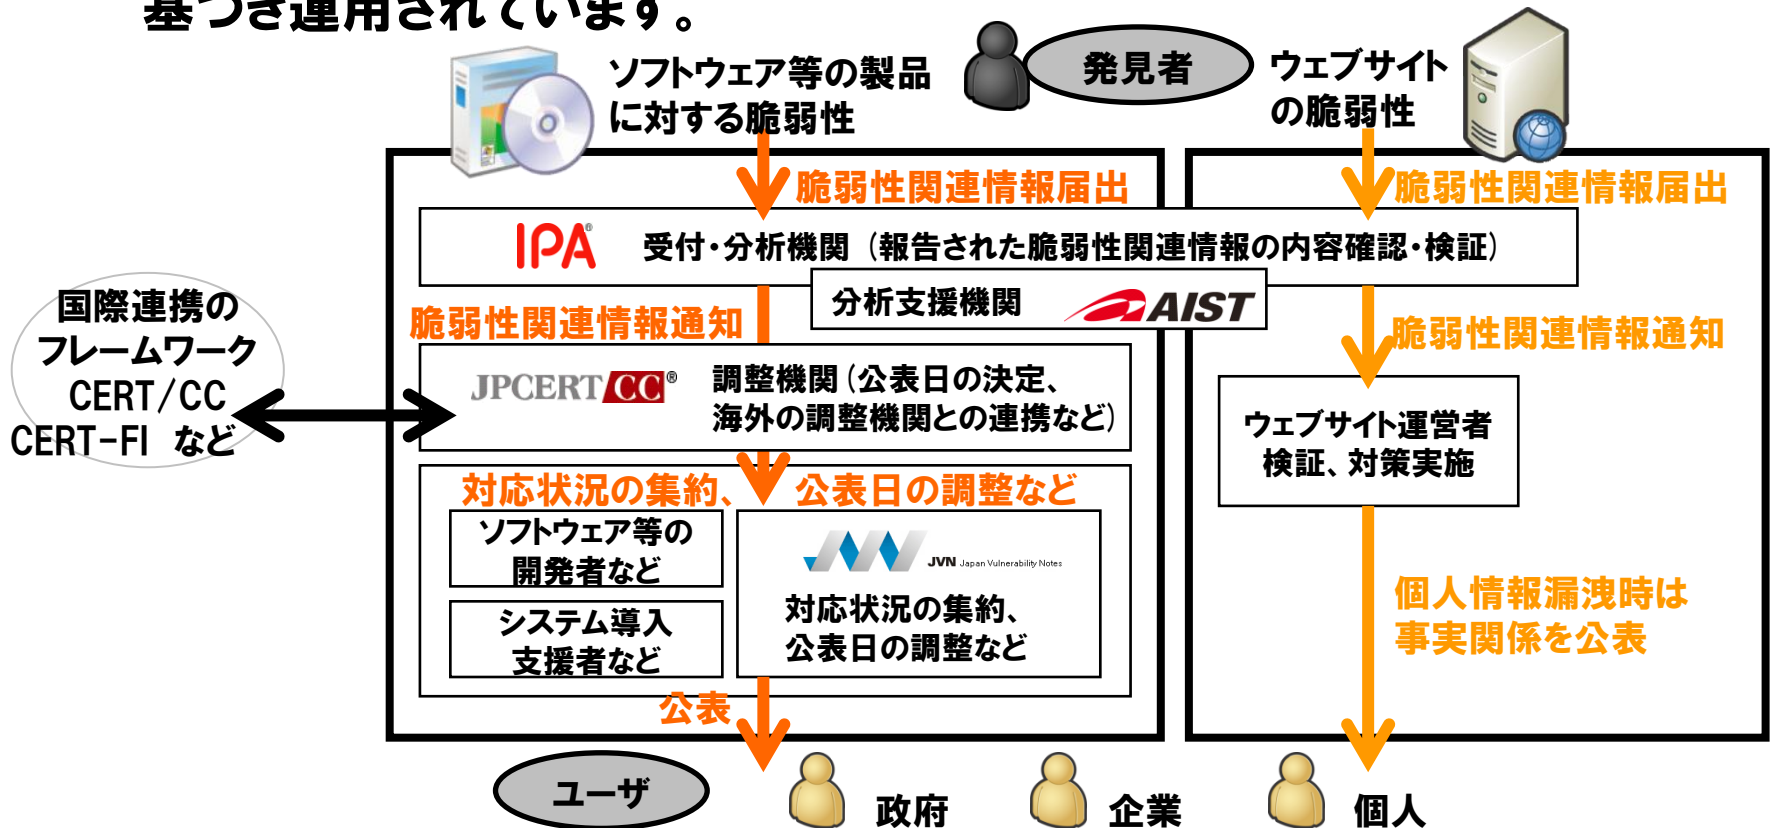 基づき運用されています。
ソフトウェア等の製品
に対する脆弱性
発見者
ウェブサイト
の脆弱性
脆弱性関連情報届出
脆弱性関連情報届出
IPA® 受付・分析機関（報告された脆弱性関連情報の内容確認・検証）
分析支援機関 AIST
脆弱性関連情報通知
脆弱性関連情報通知
国際連携の
フレームワーク
CERT/CC
CERT-FI など
JPCERT CC®
調整機関（公表日の決定、
海外の調整機関との連携など）
ウェブサイト運営者
検証、対策実施
対応状況の集約、 公表日の調整など
ソフトウェア等の
開発者など
システム導入
支援者など
JVN Japan Vulnerability Notes
対応状況の集約、
公表日の調整など
個人情報漏洩時は
事実関係を公表
公表
ユーザ
政府
企業
個人